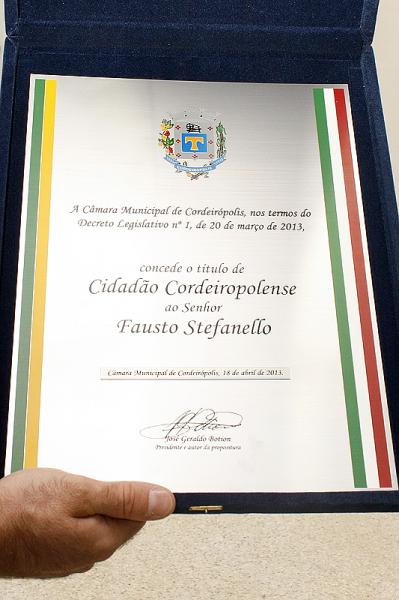 A Câmara Municipal de Cordeirópolis, nos termos do
Decreto Legislativo nº 1, de 20 de março de 2013,
concede o título de
Cidadão Cordeiropolense
ao Senhor
Fausto Stefanello
Câmara Municipal de Cordeirópolis, 18 de abril de 2013.
José Geraldo Botion
Presidente e autor da propositura